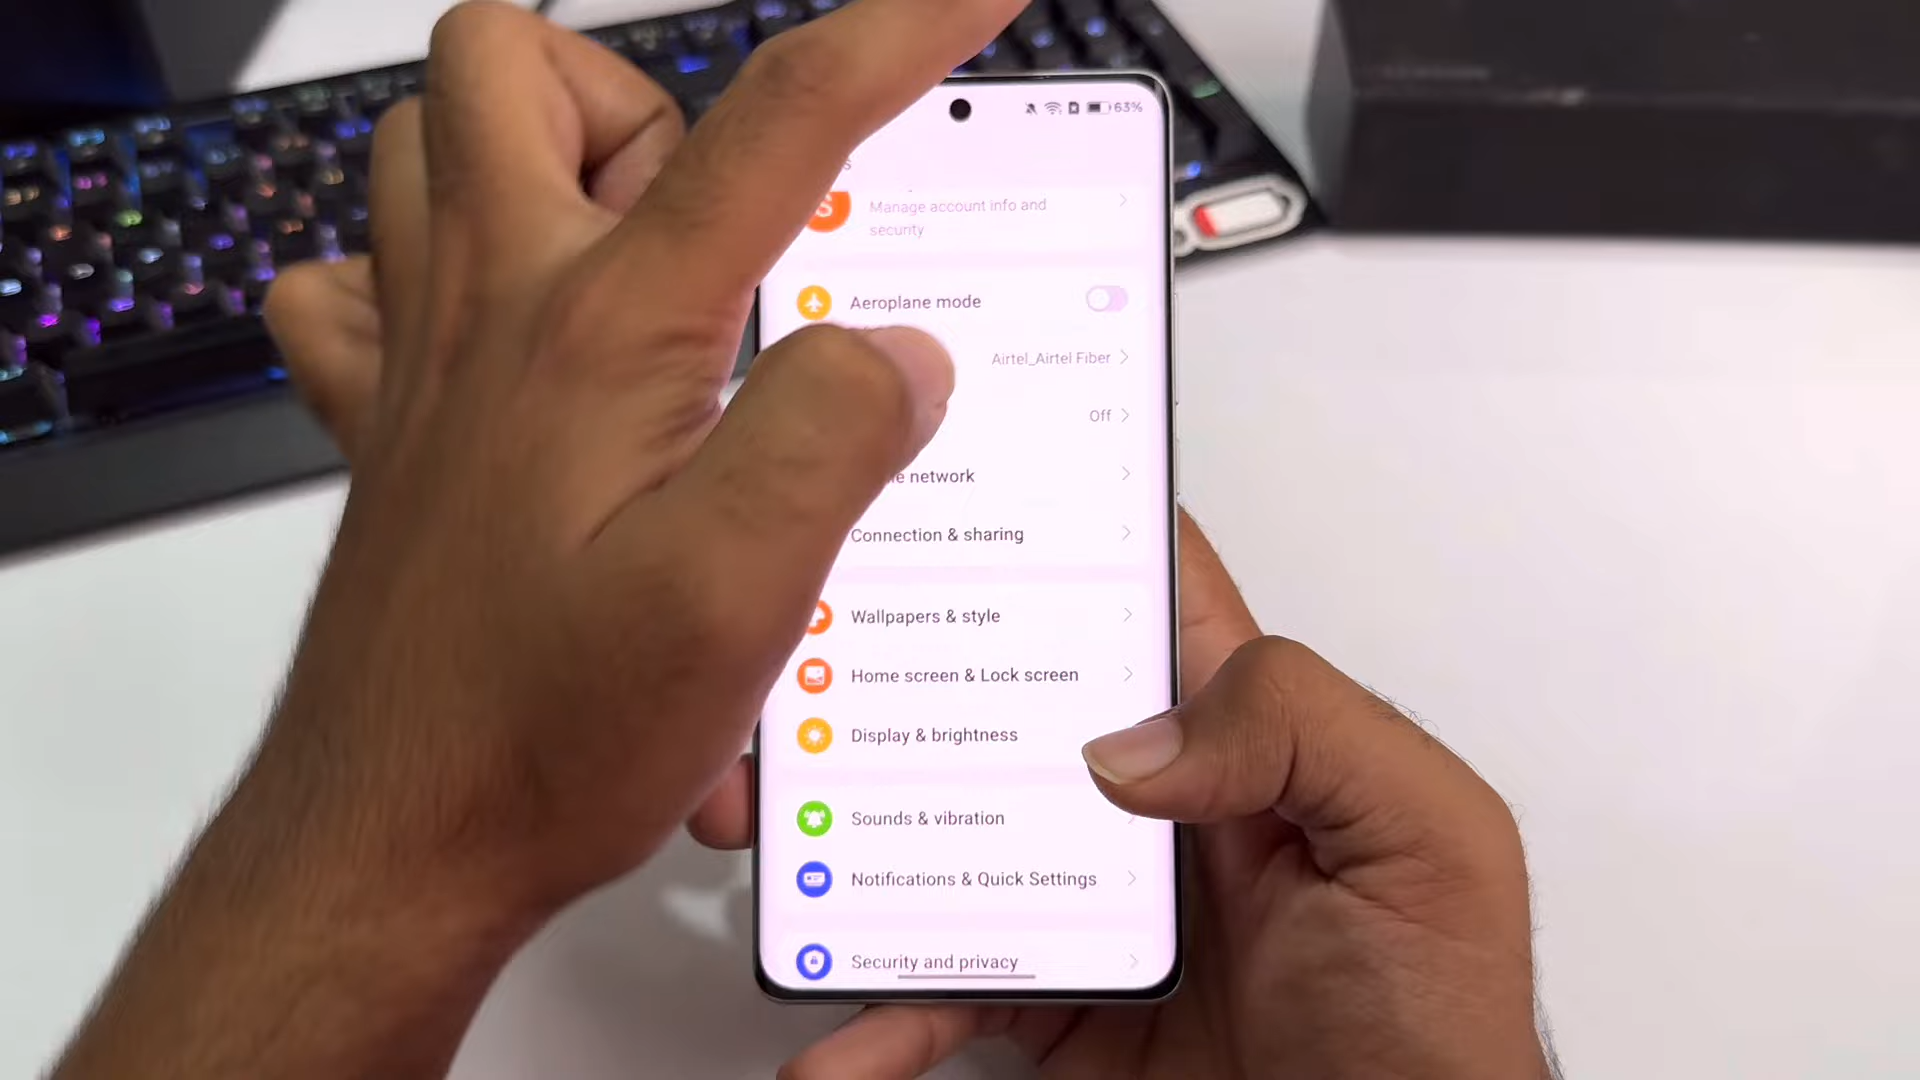 63%
s
S
Manage account info and
security
Aeroplane mode
Airtel_Airtel Fiber
Off
network
Connection & sharing
Wallpapers & style
Home screen & Lock screen
Display & brightness
Sounds & vibration
Notifications & Quick Settings
Security and privacy